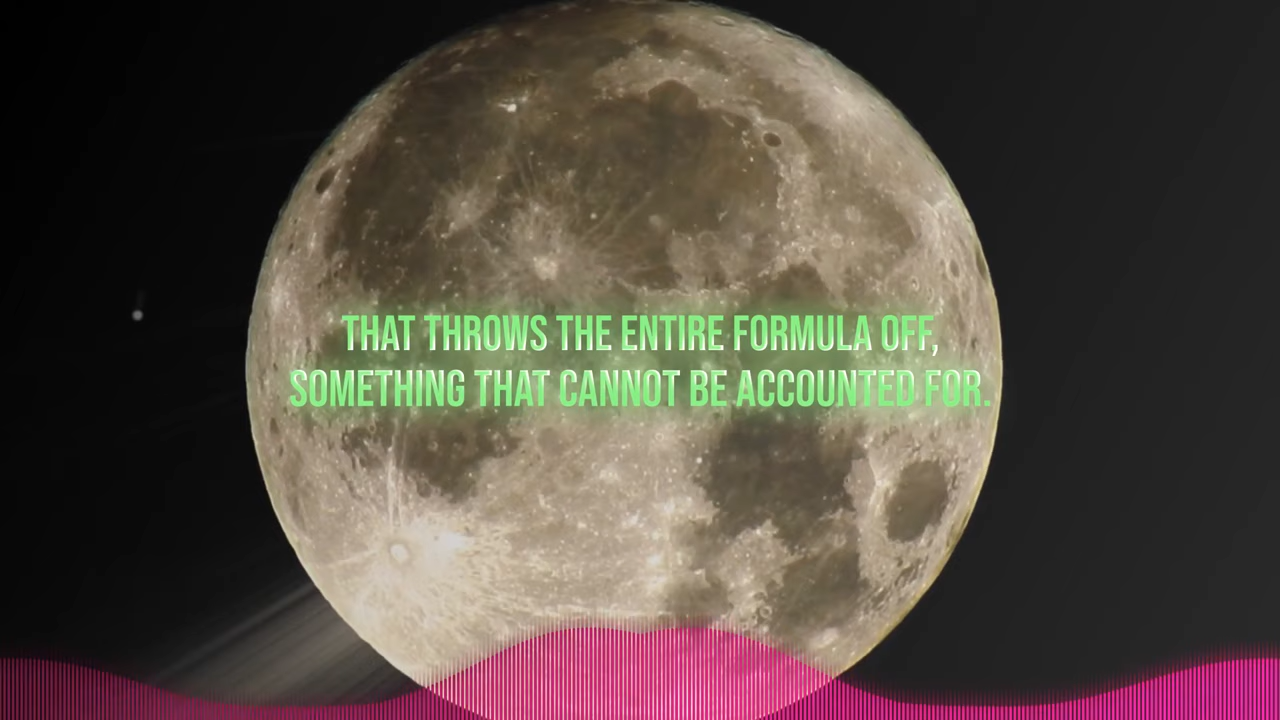 THAT THROWS THE ENTIRE FORMULA OFF,
SOMETHING THAT CANNOT BE ACCOUNTED FOR.